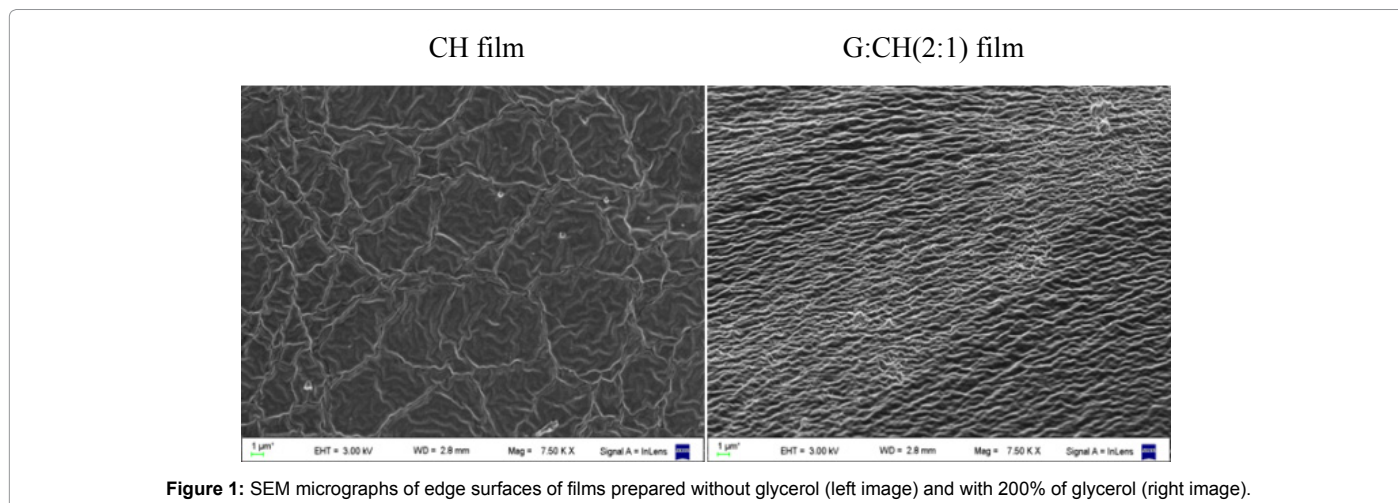 CH film
G:CH(2:1) film
1 µm*
EHT = 3.00 kV WD = 2.8 mm Mag = 7.50 K X Signal A = InLens
1 µm*
EHT = 3.00 kV WD = 2.8 mm Mag = 7.50 K X Signal A = InLens
Figure 1: SEM micrographs of edge surfaces of films prepared without glycerol (left image) and with 200% of glycerol (right image).